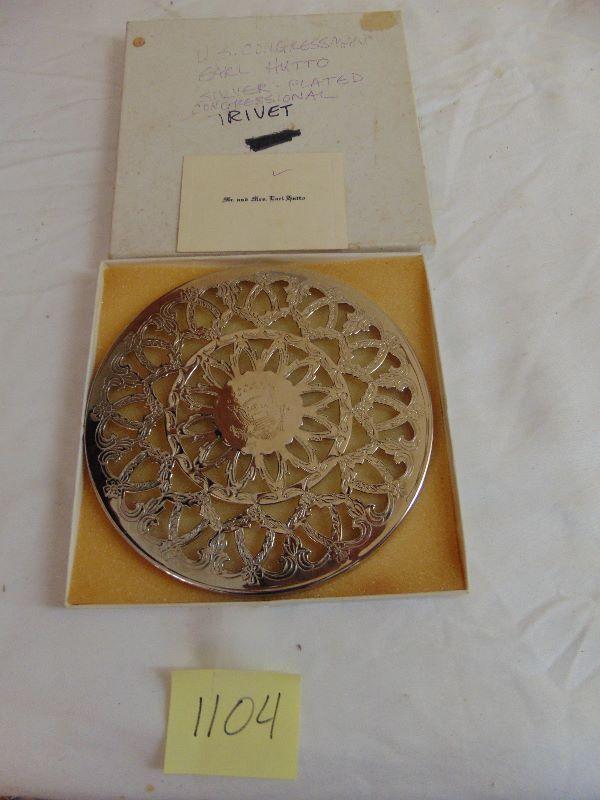 U.S. CONGRESSMAN
EARL HUTTO
SILVER-PLATED
CONGRESSIONAL
TRIVET
Mr. and Mrs. Earl Hutto
1104